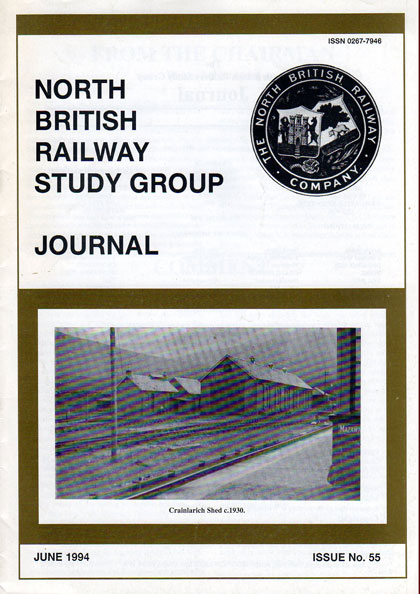 ISSN 0267-7946
NORTH
BRITISH
RAILWAY
STUDY GROUP
JOURNAL
THE NORTH BRITISH RAILWAY
· COMPANY ·
Crainlarich Shed c.1930.
JUNE 1994
ISSUE No. 55